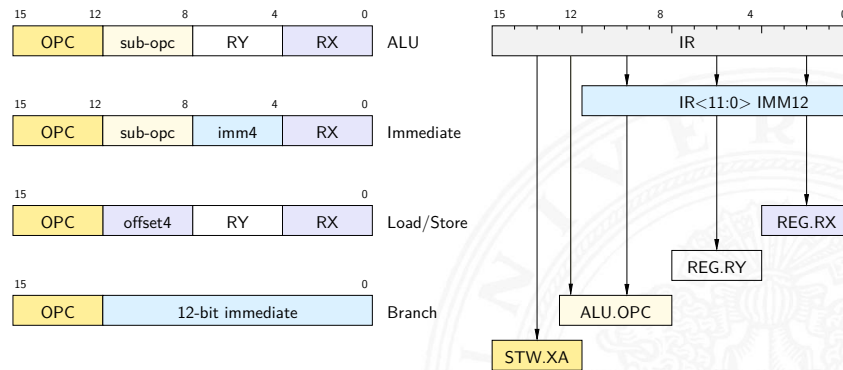 15 12 8 4 0
OPC sub-opc RY RX ALU
15 12 8 4 0
OPC sub-opc imm4 RX Immediate
15 0
OPC offset4 RY RX Load/Store
15 0
OPC 12-bit immediate Branch
15 12 8 4 0
IR
IR<11:0> IMM12
REG.RX
REG.RY
ALU.OPC
STW.XA
U N I V E R S